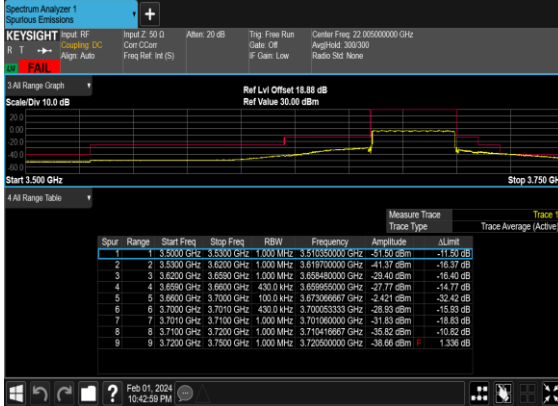 Spectrum Analyzer 1
Spurious Emissions
+
KEYSIGHT Input: RF Input Z: 50 Ω Atten: 20 dB Trig: Free Run Center Freq: 22.005000000 GHz
R T Coupling: DC Corr CCorr Gate: Off Avg|Hold: 300/300
Align: Auto Freq Ref: Int (S) IF Gain: Low Radio Std: None
FAIL
3.All Range Graph
Ref Lvl Offset 18.88 dB
Scale/Div 10.0 dB Ref Value 30.00 dBm
20.0
0.00
-20.0
-40.0
-60.0
Start 3.500 GHz Stop 3.750 GH
4 All Range Table
Measure Trace Trace 1
Trace Type Trace Average (Active)
Spur Range Start Freq Stop Freq RBW Frequency Amplitude ΔLimit
1 1 3.5000 GHz 3.5300 GHz 1.000 MHz 3.510350000 GHz -51.50 dBm -11.50 dB
2 2 3.5300 GHz 3.6200 GHz 1.000 MHz 3.619700000 GHz -41.37 dBm -16.37 dB
3 3 3.6200 GHz 3.6590 GHz 1.000 MHz 3.658480000 GHz -29.40 dBm -16.40 dB
4 4 3.6590 GHz 3.6600 GHz 430.0 kHz 3.659955000 GHz -27.77 dBm -14.77 dB
5 5 3.6600 GHz 3.7000 GHz 100.0 kHz 3.673066667 GHz -2.421 dBm -32.42 dB
6 6 3.7000 GHz 3.7010 GHz 430.0 kHz 3.700053333 GHz -28.93 dBm -15.93 dB
7 7 3.7010 GHz 3.7100 GHz 1.000 MHz 3.701060000 GHz -31.83 dBm -18.83 dB
8 8 3.7100 GHz 3.7200 GHz 1.000 MHz 3.710416667 GHz -35.82 dBm -10.82 dB
9 9 3.7200 GHz 3.7500 GHz 1.000 MHz 3.720500000 GHz -38.66 dBm F 1.336 dB
? Feb 01, 2024
10:42:59 PM